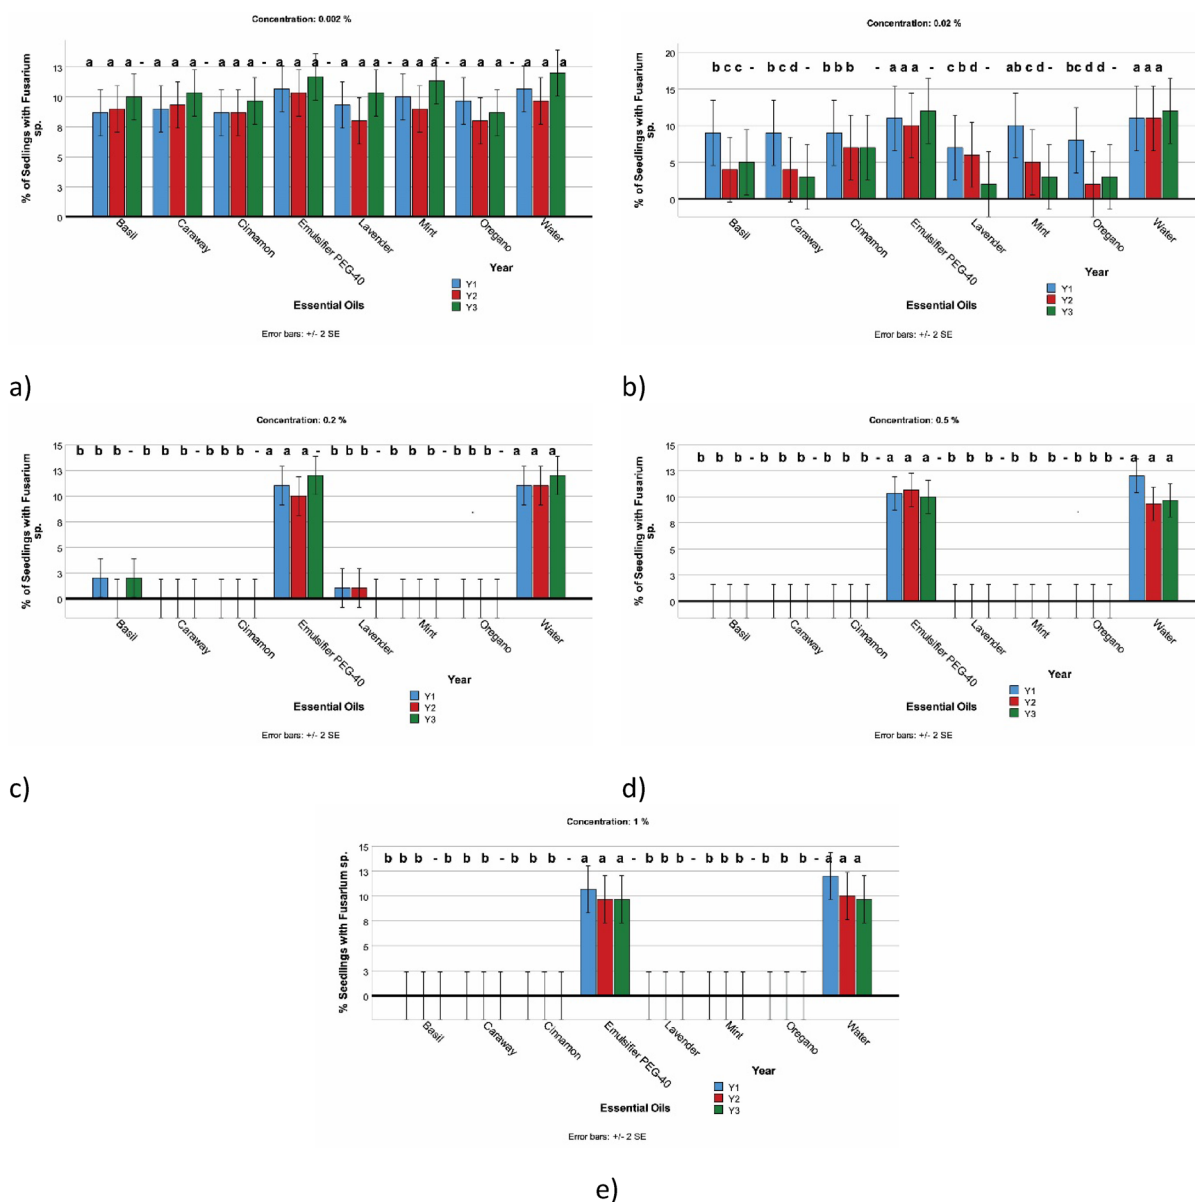 Concentration: 0.002 %
a a a - a a a - a a a - a a a - a a a - a a a - a a a - a a a
% of Seedlings with Fusarium
sp.
13
10
8
5
3
0
Basil
Caraway
Cinnamon
Emulsifier PEG-40
Lavender
Mint
Oregano
Water
Year
Y1
Y2
Y3
Essential Oils
Error bars: +/- 2 SE
a)
Concentration: 0.02 %
b c c - b c d - b b b - a a a - c b d - ab c d - bc d d - a a a
% of Seedlings with Fusarium
sp.
20
15
10
5
0
Basil
Caraway
Cinnamon
Emulsifier PEG-40
Lavender
Mint
Oregano
Water
Year
Y1
Y2
Y3
Essential Oils
Error bars: +/- 2 SE
b)
Concentration: 0.2 %
b b b - b b b - b b b - a a a - b b b - b b b - b b b - a a a
% of Seedlings with Fusarium
sp.
15
13
10
5
3
0
Basil
Caraway
Cinnamon
Emulsifier PEG-40
Lavender
Mint
Oregano
Water
Year
Y1
Y2
Y3
Essential Oils
Error bars: +/- 2 SE
c)
Concentration: 0.5 %
b b b - b b b - b b b - a a a - b b b - b b b - b b b - a a a
% of Seedling with Fusarium
sp.
15
13
10
8
5
3
0
Basil
Caraway
Cinnamon
Emulsifier PEG-40
Lavender
Mint
Oregano
Water
Year
Y1
Y2
Y3
Essential Oils
Error bars: +/- 2 SE
d)
Concentration: 1 %
b b b - b b b - b b b - a a a - b b b - b b b - b b b - a a a
% Seedlings with Fusarium sp.
15
13
10
8
5
3
0
Basil
Caraway
Cinnamon
Emulsifier PEG-40
Lavender
Mint
Oregano
Water
Year
Y1
Y2
Y3
Essential Oils
Error bars: +/- 2 SE
e)